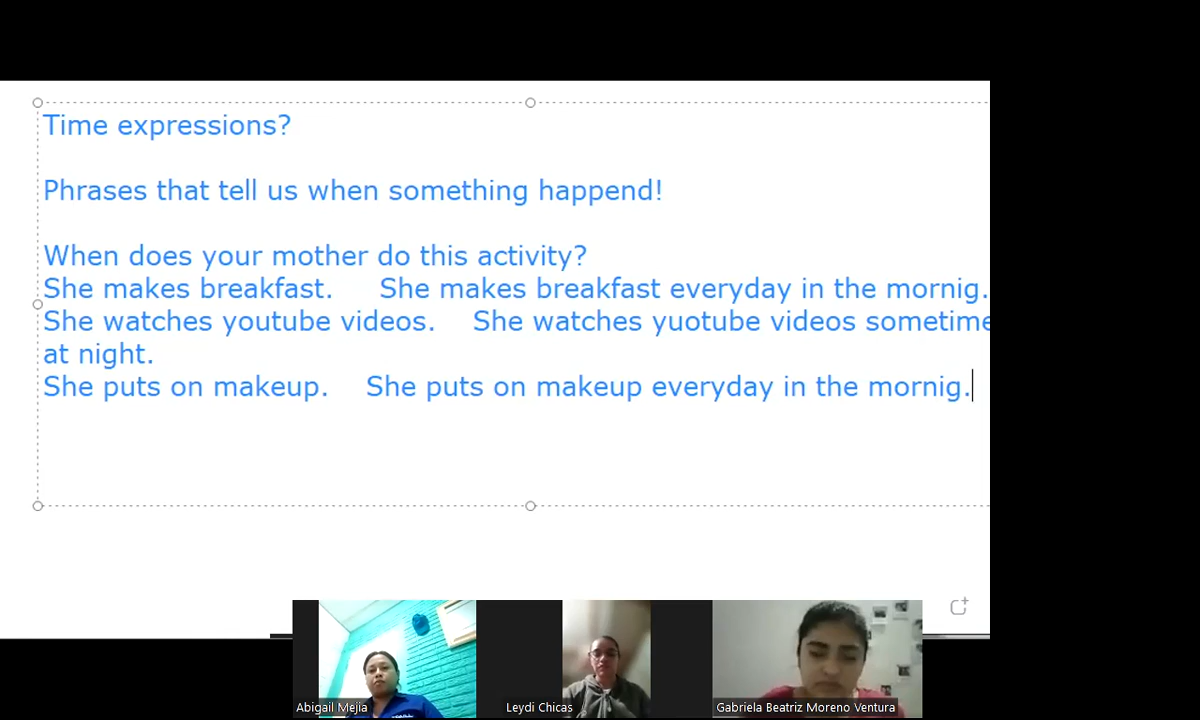 Time expressions?
Phrases that tell us when something happend!
When does your mother do this activity?
She makes breakfast. She makes breakfast everyday in the mornig.
She watches youtube videos. She watches yuotube videos sometime
at night.
She puts on makeup. She puts on makeup everyday in the mornig.
Abigail Mejia
Leydi Chicas
Gabriela Beatriz Moreno Ventura